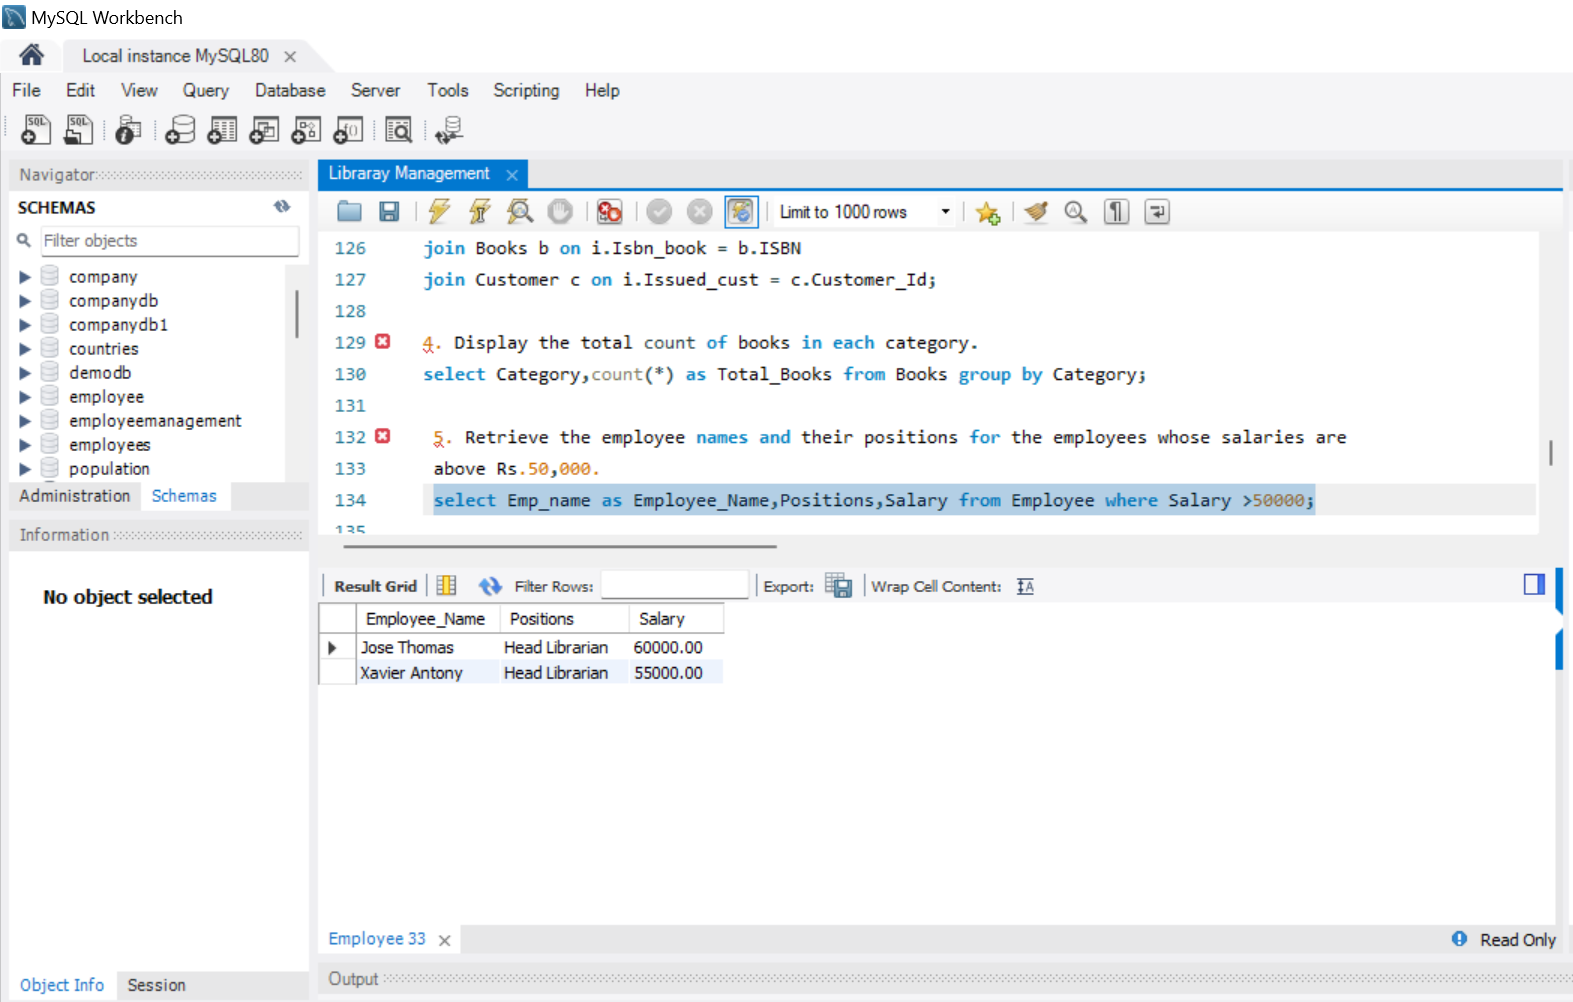 MySQL Workbench
Local instance MySQL80
File Edit View Query Database Server Tools Scripting Help
SQL SQL
Navigator
SCHEMAS
Filter objects
company
companydb
companydb1
countries
demodb
employee
employeemanagement
employees
population
Administration Schemas
Information
No object selected
Object Info Session
Libraray Management
Limit to 1000 rows
126 join Books b on i.Isbn_book = b.ISBN
127 join Customer c on i.Issued_cust = c.Customer_Id;
128
129 4. Display the total count of books in each category.
130 select Category,count(*) as Total_Books from Books group by Category;
131
132 5. Retrieve the employee names and their positions for the employees whose salaries are
133 above Rs.50,000.
134 select Emp_name as Employee_Name,Positions,Salary from Employee where Salary >50000;
135
Result Grid Filter Rows: Export: Wrap Cell Content:
Employee_Name Positions Salary
Jose Thomas Head Librarian 60000.00
Xavier Antony Head Librarian 55000.00
Employee 33 Read Only
Output